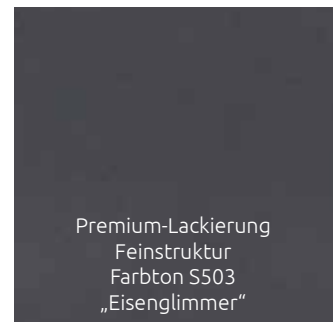 Premium-Lackierung
Feinstruktur
Farbton S503
„Eisenglimmer“